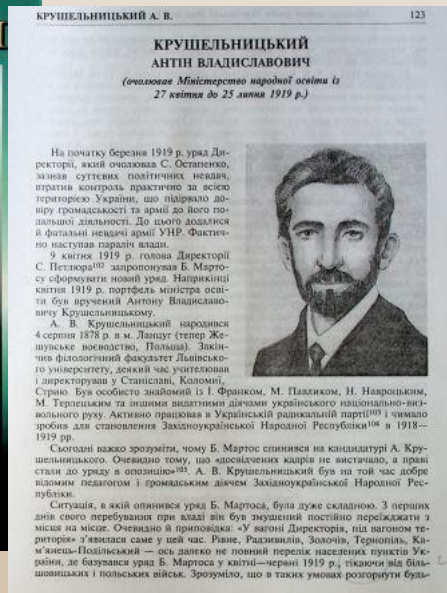 КРУШЕЛЬНИЦЬКИЙ А. В.
123
КРУШЕЛЬНИЦЬКИЙ
АНТІН ВЛАДИСЛАВОВИЧ
(очолював Міністерство народної освіти із
27 квітня до 25 липня 1919 р.)
На початку березня 1919 р. уряд Ди-
ректорії, який очолював С. Остапенко,
зазнав суттєвих політичних невдач,
втратив контроль практично за всією
територією України, що підірвало до-
віру громадськості та армії до його по-
дальшої діяльності. До цього додалися
й фатальні невдачі армії УНР. Фактич-
но наступав параліч влади.
9 квітня 1919 р. голова Директорії
С. Петлюра¹⁰² запропонував Б. Марто-
су сформувати новий уряд. Наприкінці
квітня 1919 р. портфель міністра осві-
ти був вручений Антону Владиславо-
вичу Крушельницькому.
А. В. Крушельницький народився
4 серпня 1878 р. в м. Ланцуг (тепер Же-
шувське воєводство, Польща). Закін-
чив філологічний факультет Львівсько-
го університету, деякий час учителював
і директорував у Станіславі, Коломиї,
Стрию. Був особисто знайомий із І. Франком, М. Павликом, Н. Навроцьким,
М. Терлецьким та іншими видатними діячами українського національно-виз-
вольного руху. Активно працював в Українській радикальній партії¹⁰³ і чимало
зробив для становлення Західноукраїнської Народної Республіки¹⁰⁴ в 1918—
1919 рр.
Сьогодні важко зрозуміти, чому Б. Мартос спинився на кандидатурі А. Кру-
шельницького. Очевидно тому, що «досвідчених кадрів не вистачало, а праві
стали до уряду в опозицію»¹⁰⁵. А. В. Крушельницький був на той час добре
відомим педагогом і громадським діячем Західноукраїнської Народної Рес-
публіки.
Ситуація, в якій опинився уряд Б. Мартоса, була дуже складною. З перших
днів свого перебування при владі він був змушений постійно переїжджати з
місця на місце. Очевидно й приповідка: «У вагоні Директорія, під вагоном те-
риторія» з'явилася саме у цей час. Рівне, Радзивилів, Золочів, Тернопіль, Ка-
м'янець-Подільський — ось далеко не повний перелік населених пунктів Ук-
раїни, де базувався уряд Б. Мартоса у квітні—червні 1919 р., тікаючи від біль-
шовицьких і польських військ. Зрозуміло, що в таких умовах розгорнути будь-